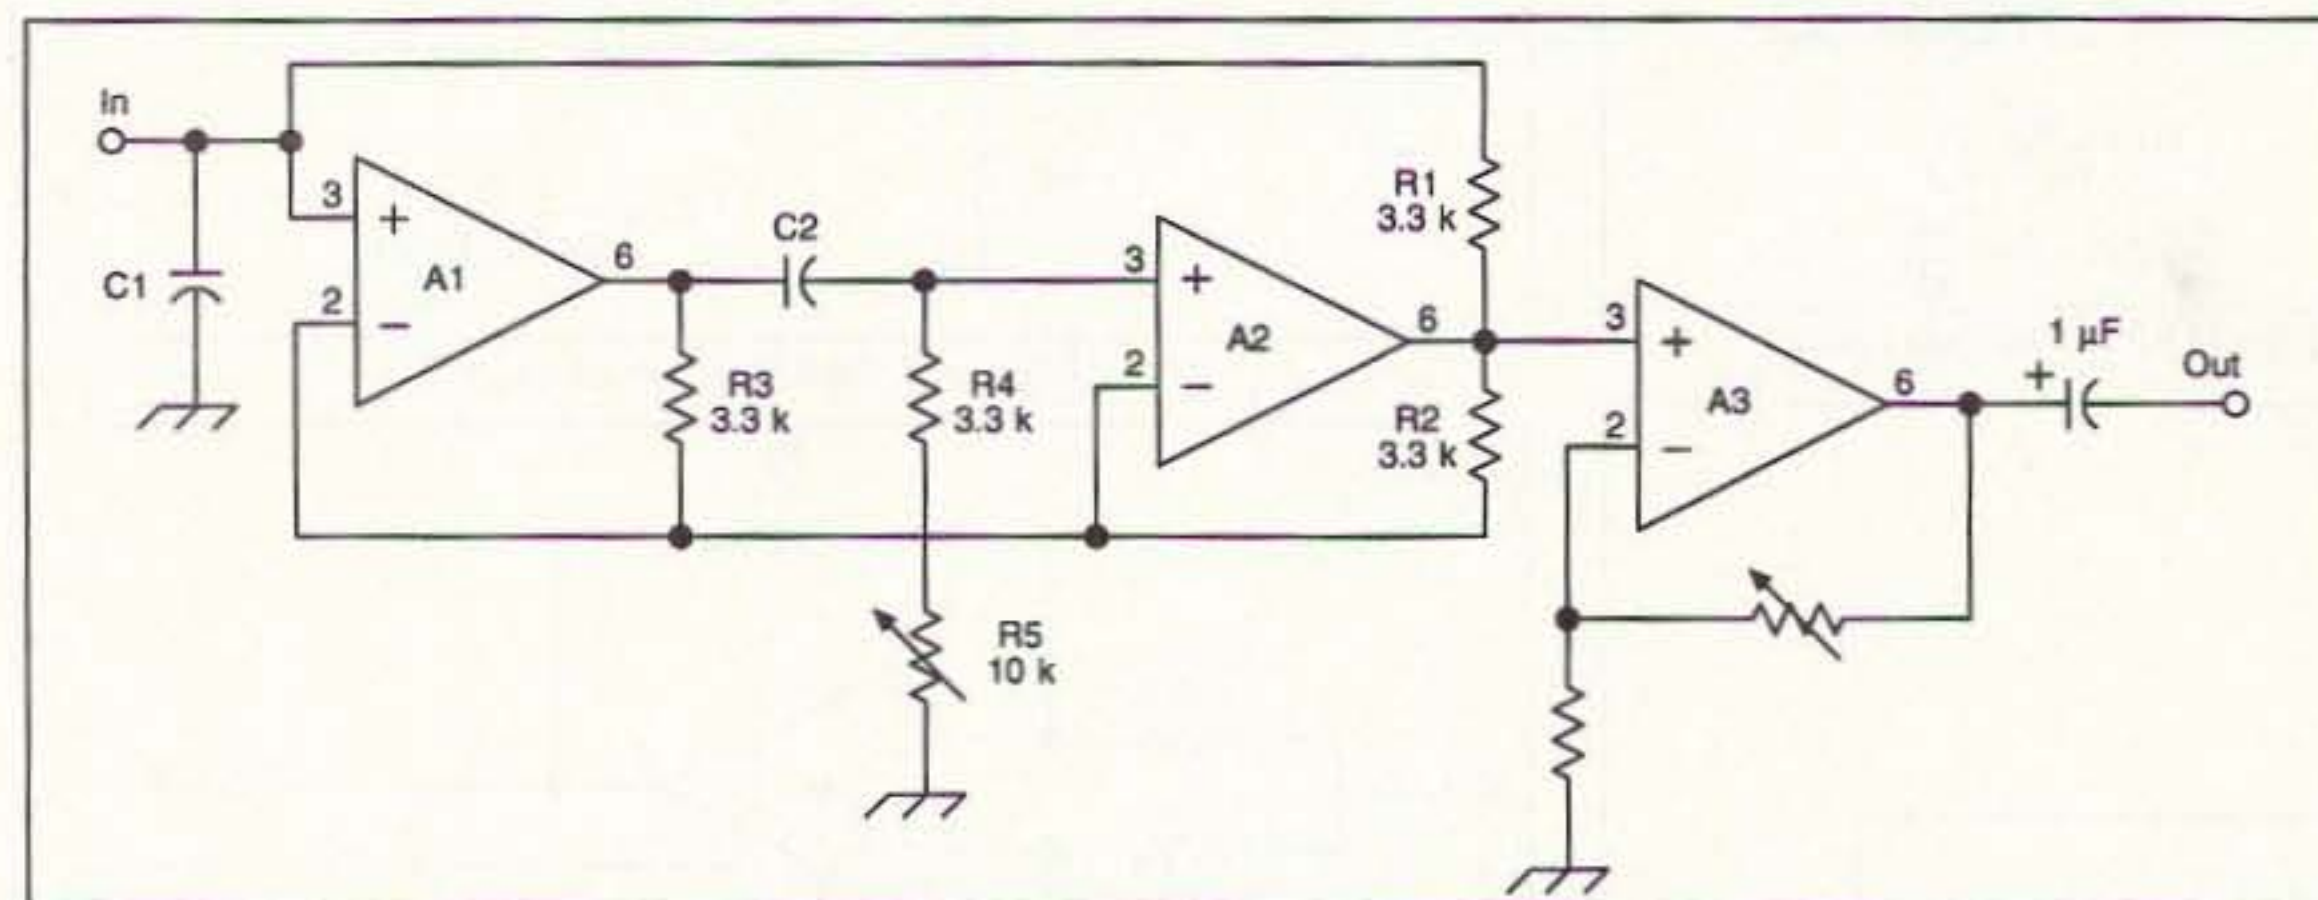 In
3
+
A1
2
−
6
C1
C2
R3
3.3 k
R4
3.3 k
R5
10 k
3
+
A2
2
−
6
R1
3.3 k
R2
3.3 k
3
+
A3
2
−
6
1 µF
+
Out